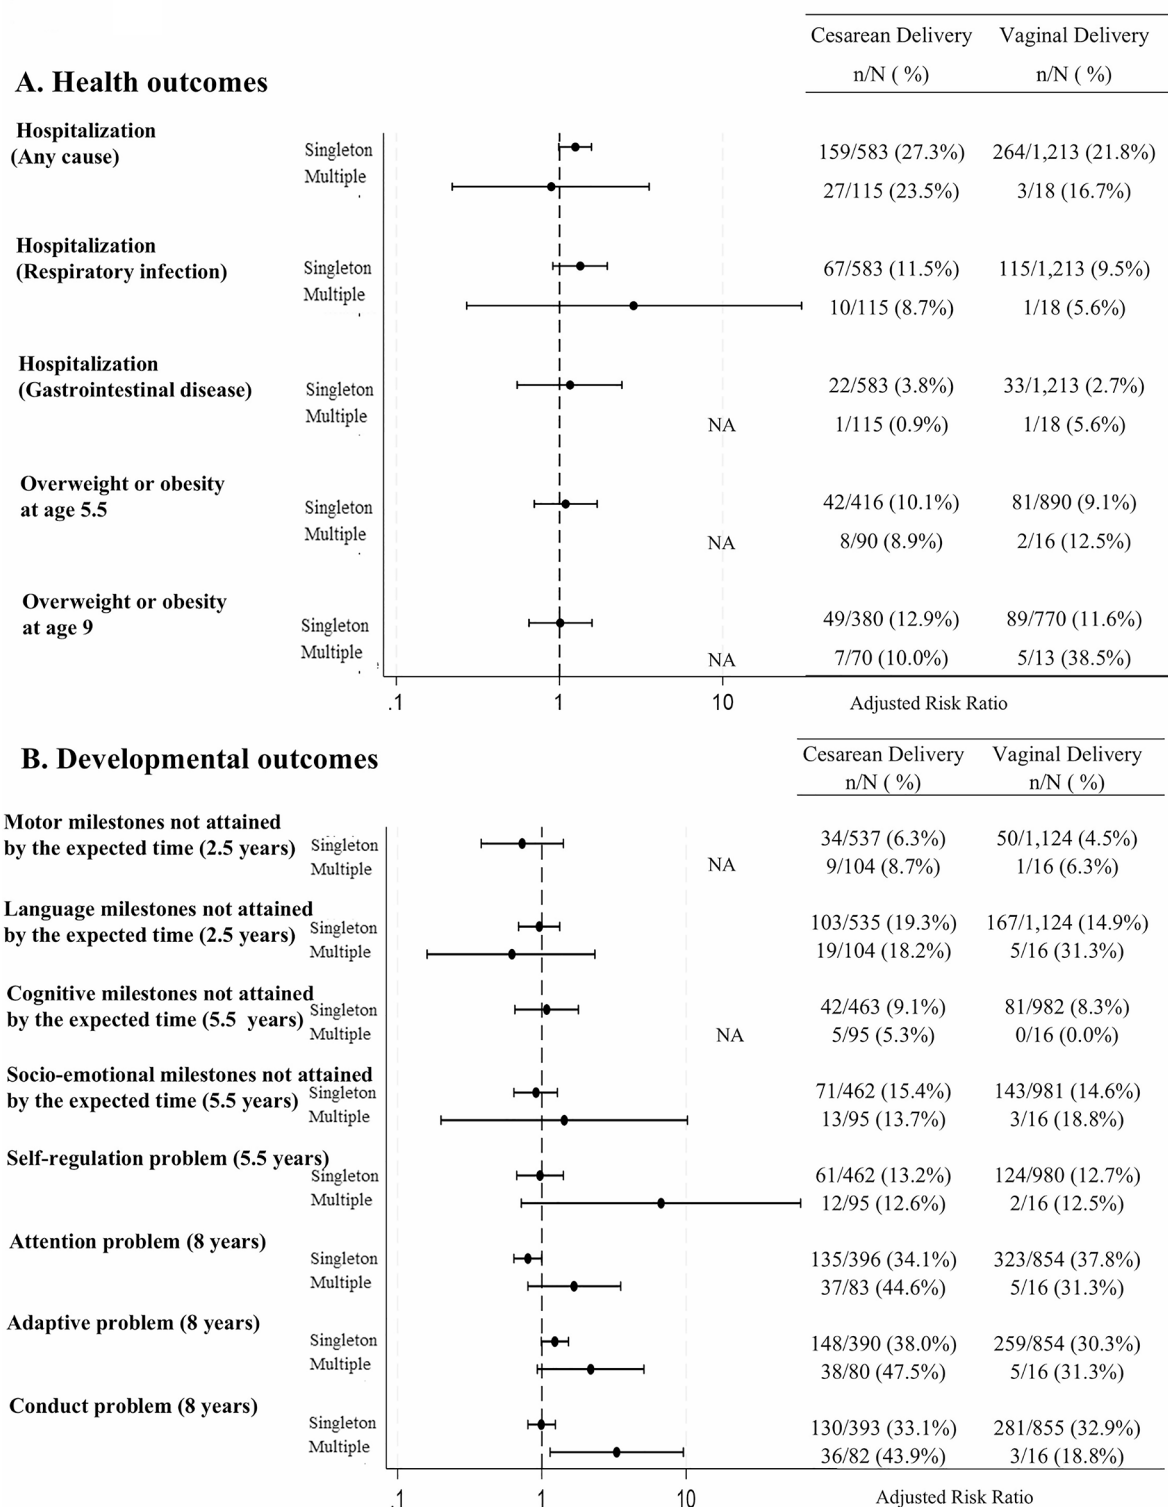 Cesarean Delivery Vaginal Delivery
n/N ( %) n/N ( %)
A. Health outcomes
Hospitalization
(Any cause)
Singleton 159/583 (27.3%) 264/1,213 (21.8%)
Multiple 27/115 (23.5%) 3/18 (16.7%)
Hospitalization
(Respiratory infection)
Singleton 67/583 (11.5%) 115/1,213 (9.5%)
Multiple 10/115 (8.7%) 1/18 (5.6%)
Hospitalization
(Gastrointestinal disease)
Singleton 22/583 (3.8%) 33/1,213 (2.7%)
Multiple NA 1/115 (0.9%) 1/18 (5.6%)
Overweight or obesity
at age 5.5
Singleton 42/416 (10.1%) 81/890 (9.1%)
Multiple NA 8/90 (8.9%) 2/16 (12.5%)
Overweight or obesity
at age 9
Singleton 49/380 (12.9%) 89/770 (11.6%)
Multiple NA 7/70 (10.0%) 5/13 (38.5%)
.1 1 10 Adjusted Risk Ratio
B. Developmental outcomes
Cesarean Delivery Vaginal Delivery
n/N ( %) n/N ( %)
Motor milestones not attained
by the expected time (2.5 years)
Singleton 34/537 (6.3%) 50/1,124 (4.5%)
Multiple NA 9/104 (8.7%) 1/16 (6.3%)
Language milestones not attained
by the expected time (2.5 years)
Singleton 103/535 (19.3%) 167/1,124 (14.9%)
Multiple 19/104 (18.2%) 5/16 (31.3%)
Cognitive milestones not attained
by the expected time (5.5 years)
Singleton 42/463 (9.1%) 81/982 (8.3%)
Multiple NA 5/95 (5.3%) 0/16 (0.0%)
Socio-emotional milestones not attained
by the expected time (5.5 years)
Singleton 71/462 (15.4%) 143/981 (14.6%)
Multiple 13/95 (13.7%) 3/16 (18.8%)
Self-regulation problem (5.5 years)
Singleton 61/462 (13.2%) 124/980 (12.7%)
Multiple 12/95 (12.6%) 2/16 (12.5%)
Attention problem (8 years)
Singleton 135/396 (34.1%) 323/854 (37.8%)
Multiple 37/83 (44.6%) 5/16 (31.3%)
Adaptive problem (8 years)
Singleton 148/390 (38.0%) 259/854 (30.3%)
Multiple 38/80 (47.5%) 5/16 (31.3%)
Conduct problem (8 years)
Singleton 130/393 (33.1%) 281/855 (32.9%)
Multiple 36/82 (43.9%) 3/16 (18.8%)
.1 1 10 Adjusted Risk Ratio